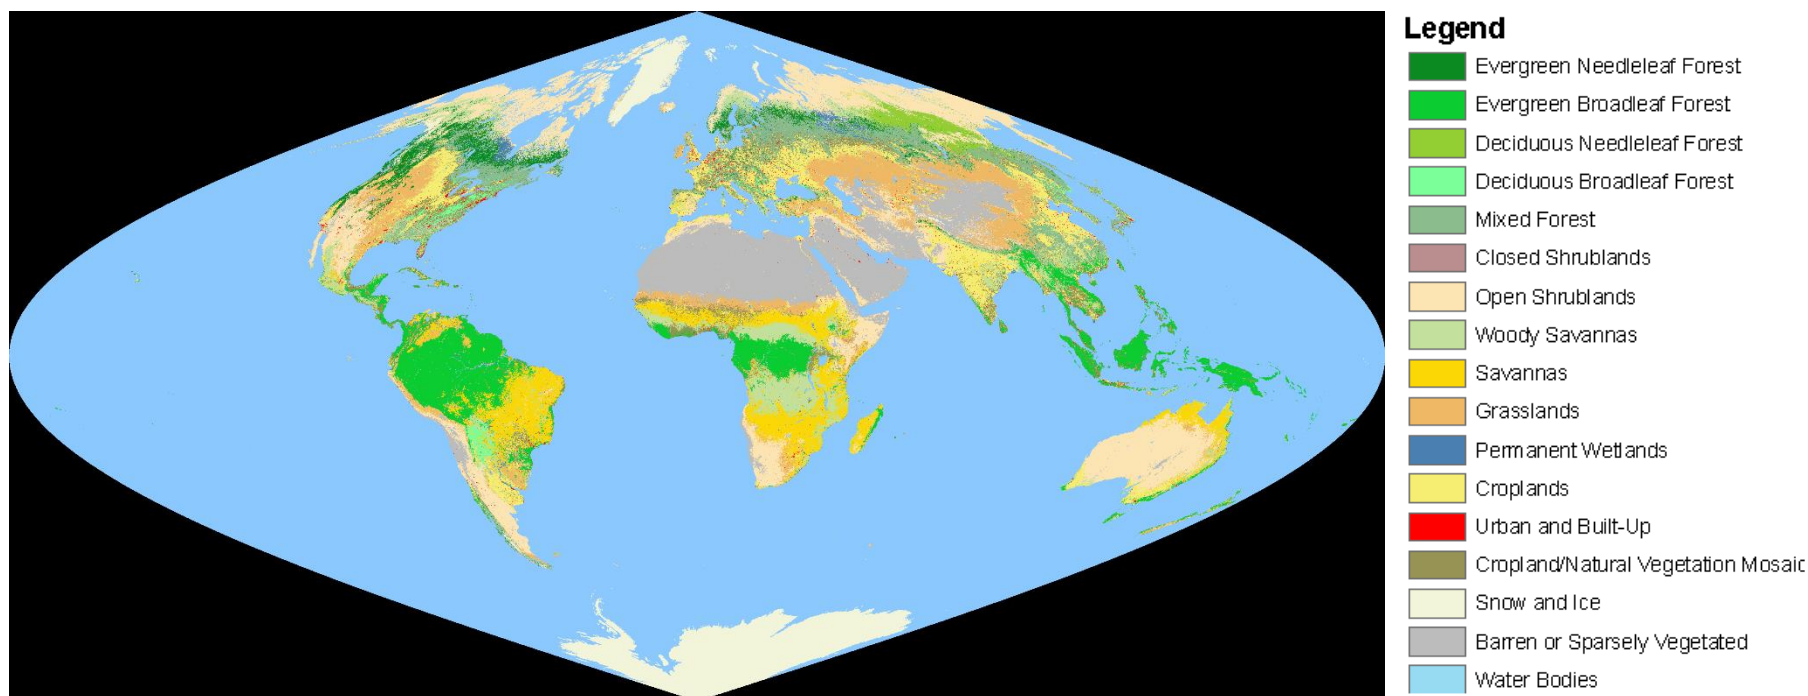 Legend
Evergreen Needleleaf Forest
Evergreen Broadleaf Forest
Deciduous Needleleaf Forest
Deciduous Broadleaf Forest
Mixed Forest
Closed Shrublands
Open Shrublands
Woody Savannas
Savannas
Grasslands
Permanent Wetlands
Croplands
Urban and Built-Up
Cropland/Natural Vegetation Mosaic
Snow and Ice
Barren or Sparsely Vegetated
Water Bodies